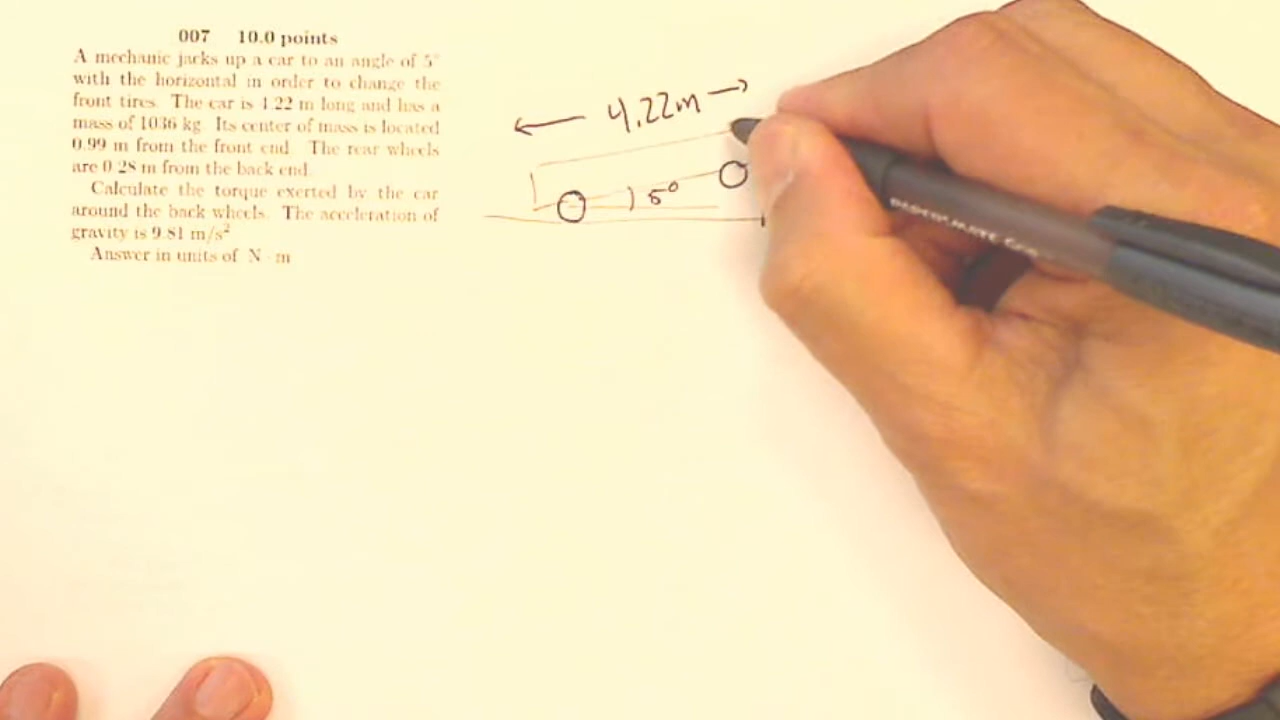 007 10.0 points
A mechanic jacks up a car to an angle of 5°
with the horizontal in order to change the
front tires. The car is 4.22 m long and has a
mass of 1036 kg. Its center of mass is located
0.99 m from the front end. The rear wheels
are 0.28 m from the back end.
Calculate the torque exerted by the car
around the back wheels. The acceleration of
gravity is 9.81 m/s²
Answer in units of N · m
4.22m
5°